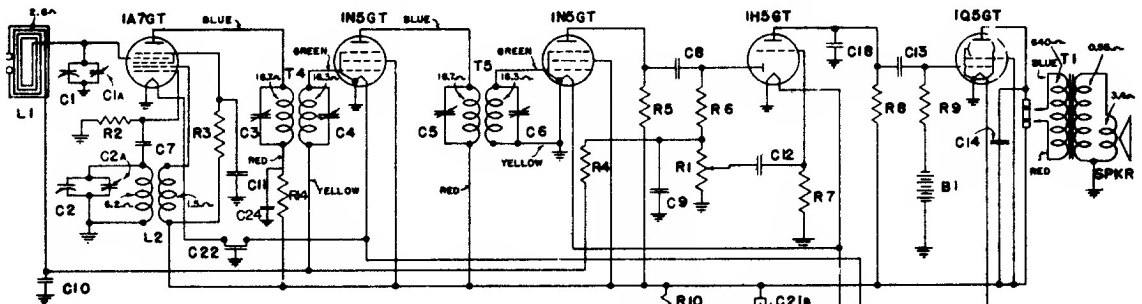 2.6Ω
1A7GT
BLUE
1N5GT
BLUE
1N5GT
1H5GT
1Q5GT
L1
C1
C1A
R2
C7
C2A
C2
6.2Ω
1.5Ω
L2
R3
C11
C24
C22
C10
16.7Ω
T4
GREEN
16.3Ω
C3
C4
RED
R14
YELLOW
16.7Ω
T5
GREEN
16.3Ω
C5
C6
RED
YELLOW
R4
R5
C8
R6
R1
C9
C12
R7
C18
R8
C13
R9
B1
C14
640Ω
T1
BLUE
0.55Ω
3.4Ω
RED
SPKR
R10
C21B